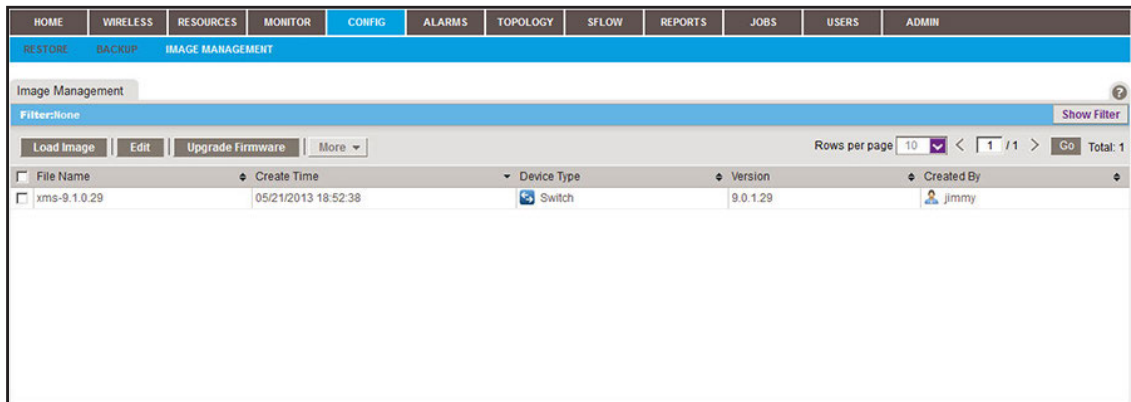 HOME WIRELESS RESOURCES MONITOR CONFIG ALARMS TOPOLOGY SFLOW REPORTS JOBS USERS ADMIN
RESTORE BACKUP IMAGE MANAGEMENT
Image Management ?
Filter:None Show Filter
Load Image Edit Upgrade Firmware More Rows per page 10 < 1 /1 > Go Total: 1
File Name Create Time Device Type Version Created By
xms-9.1.0.29 05/21/2013 18:52:38 Switch 9.0.1.29 jimmy